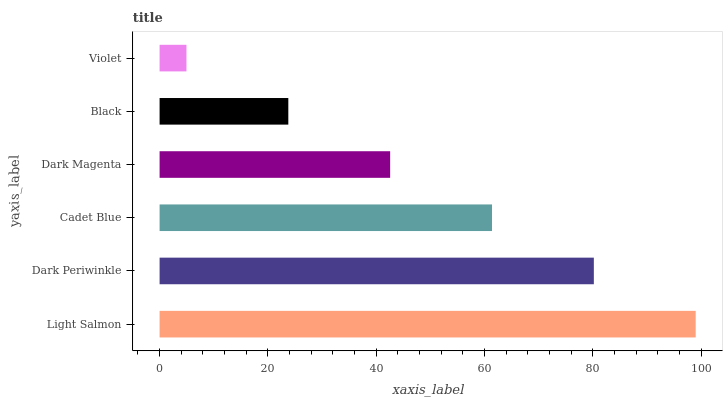 title
Violet
Black
Dark Magenta
Cadet Blue
Dark Periwinkle
Light Salmon
yaxis_label
0 20 40 60 80 100
xaxis_label